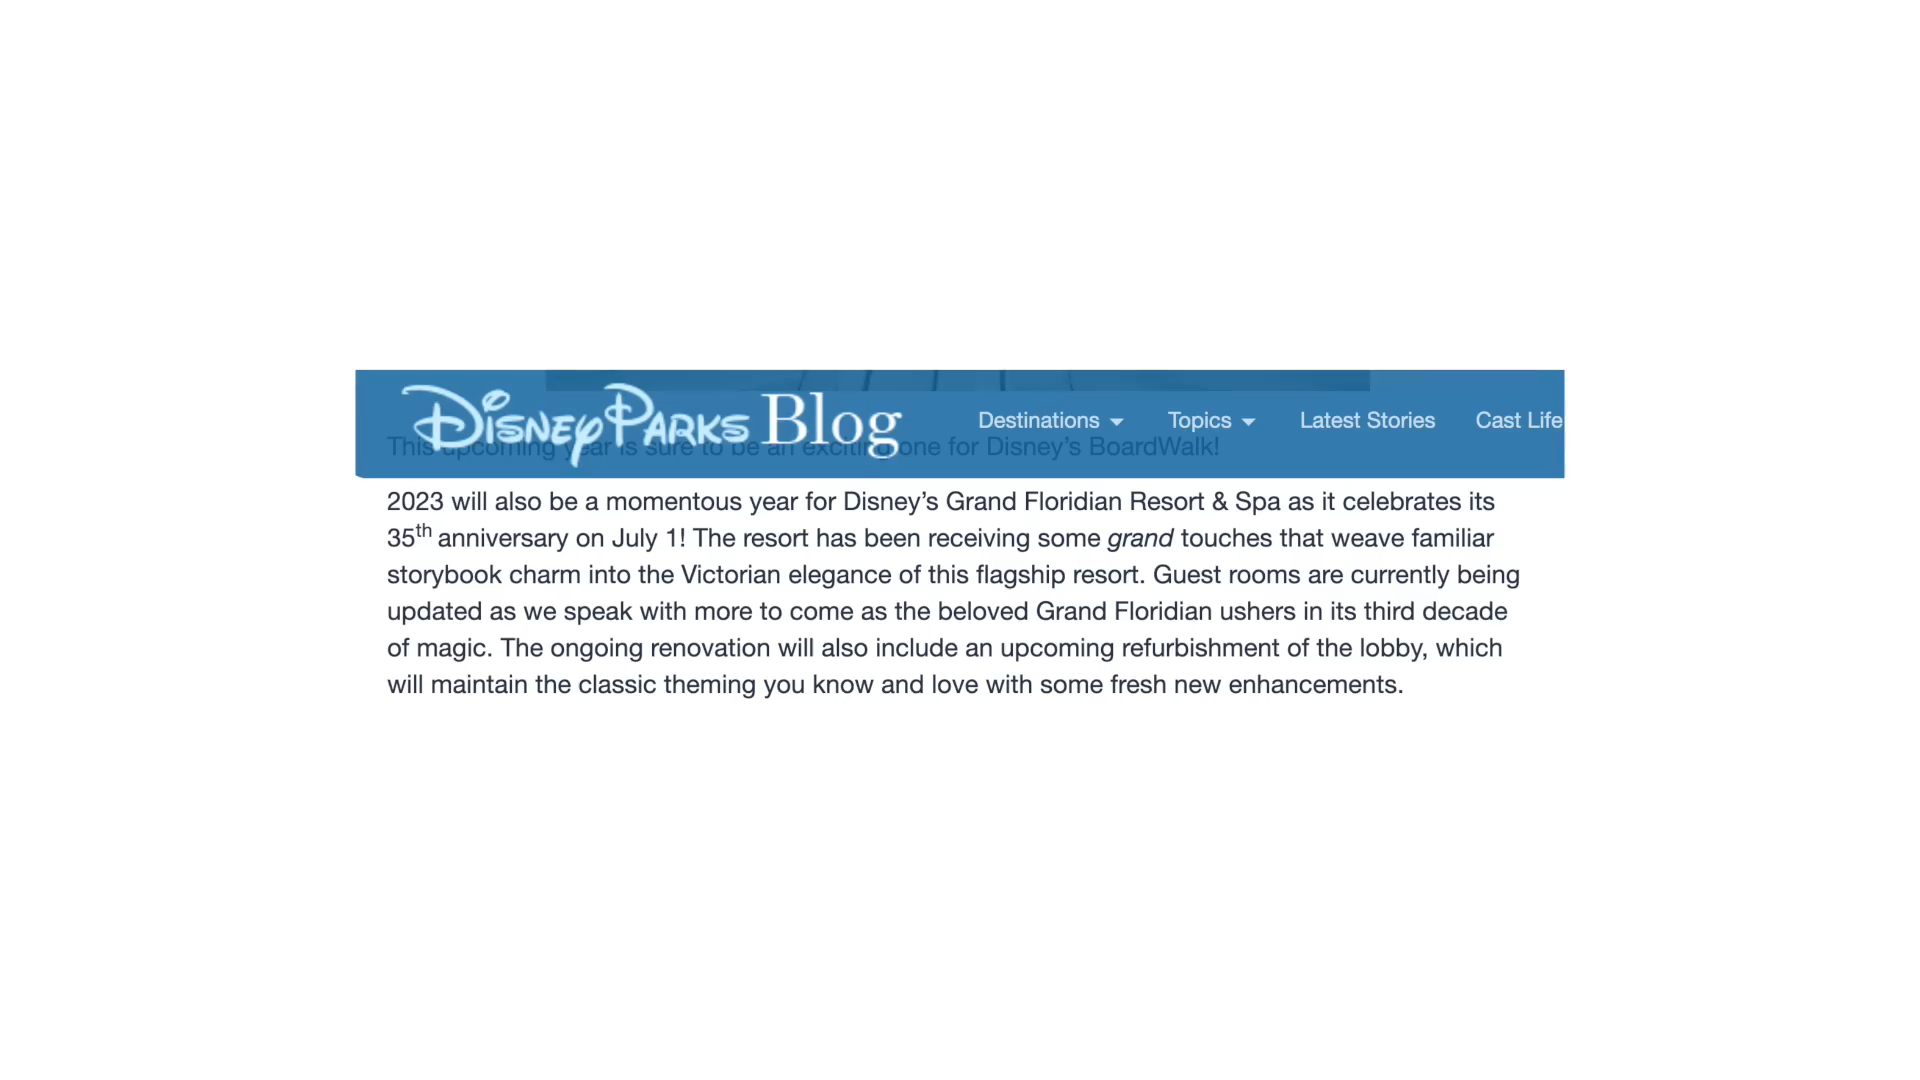 Disney Parks Blog Destinations Topics Latest Stories Cast Life
This upcoming year is sure to be an exciting one for Disney’s BoardWalk!
2023 will also be a momentous year for Disney’s Grand Floridian Resort & Spa as it celebrates its
35th anniversary on July 1! The resort has been receiving some grand touches that weave familiar
storybook charm into the Victorian elegance of this flagship resort. Guest rooms are currently being
updated as we speak with more to come as the beloved Grand Floridian ushers in its third decade
of magic. The ongoing renovation will also include an upcoming refurbishment of the lobby, which
will maintain the classic theming you know and love with some fresh new enhancements.